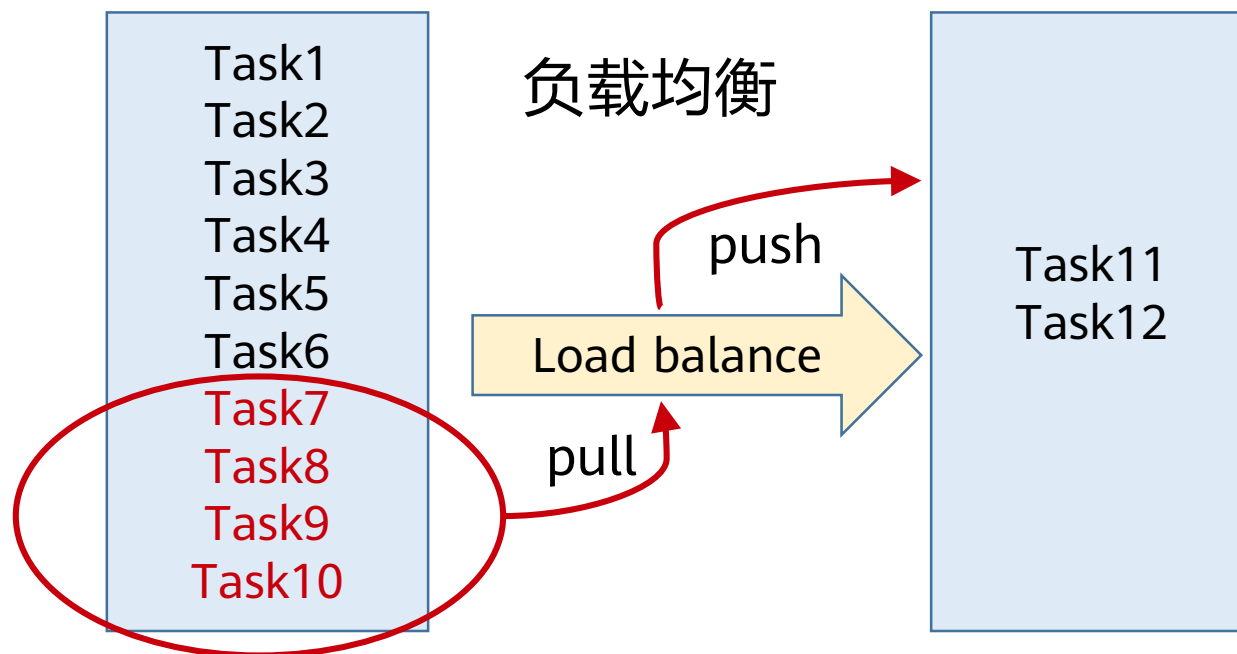 Task1
Task2
Task3
Task4
Task5
Task6
Task7
Task8
Task9
Task10
负载均衡
push
Load balance
pull
Task11
Task12